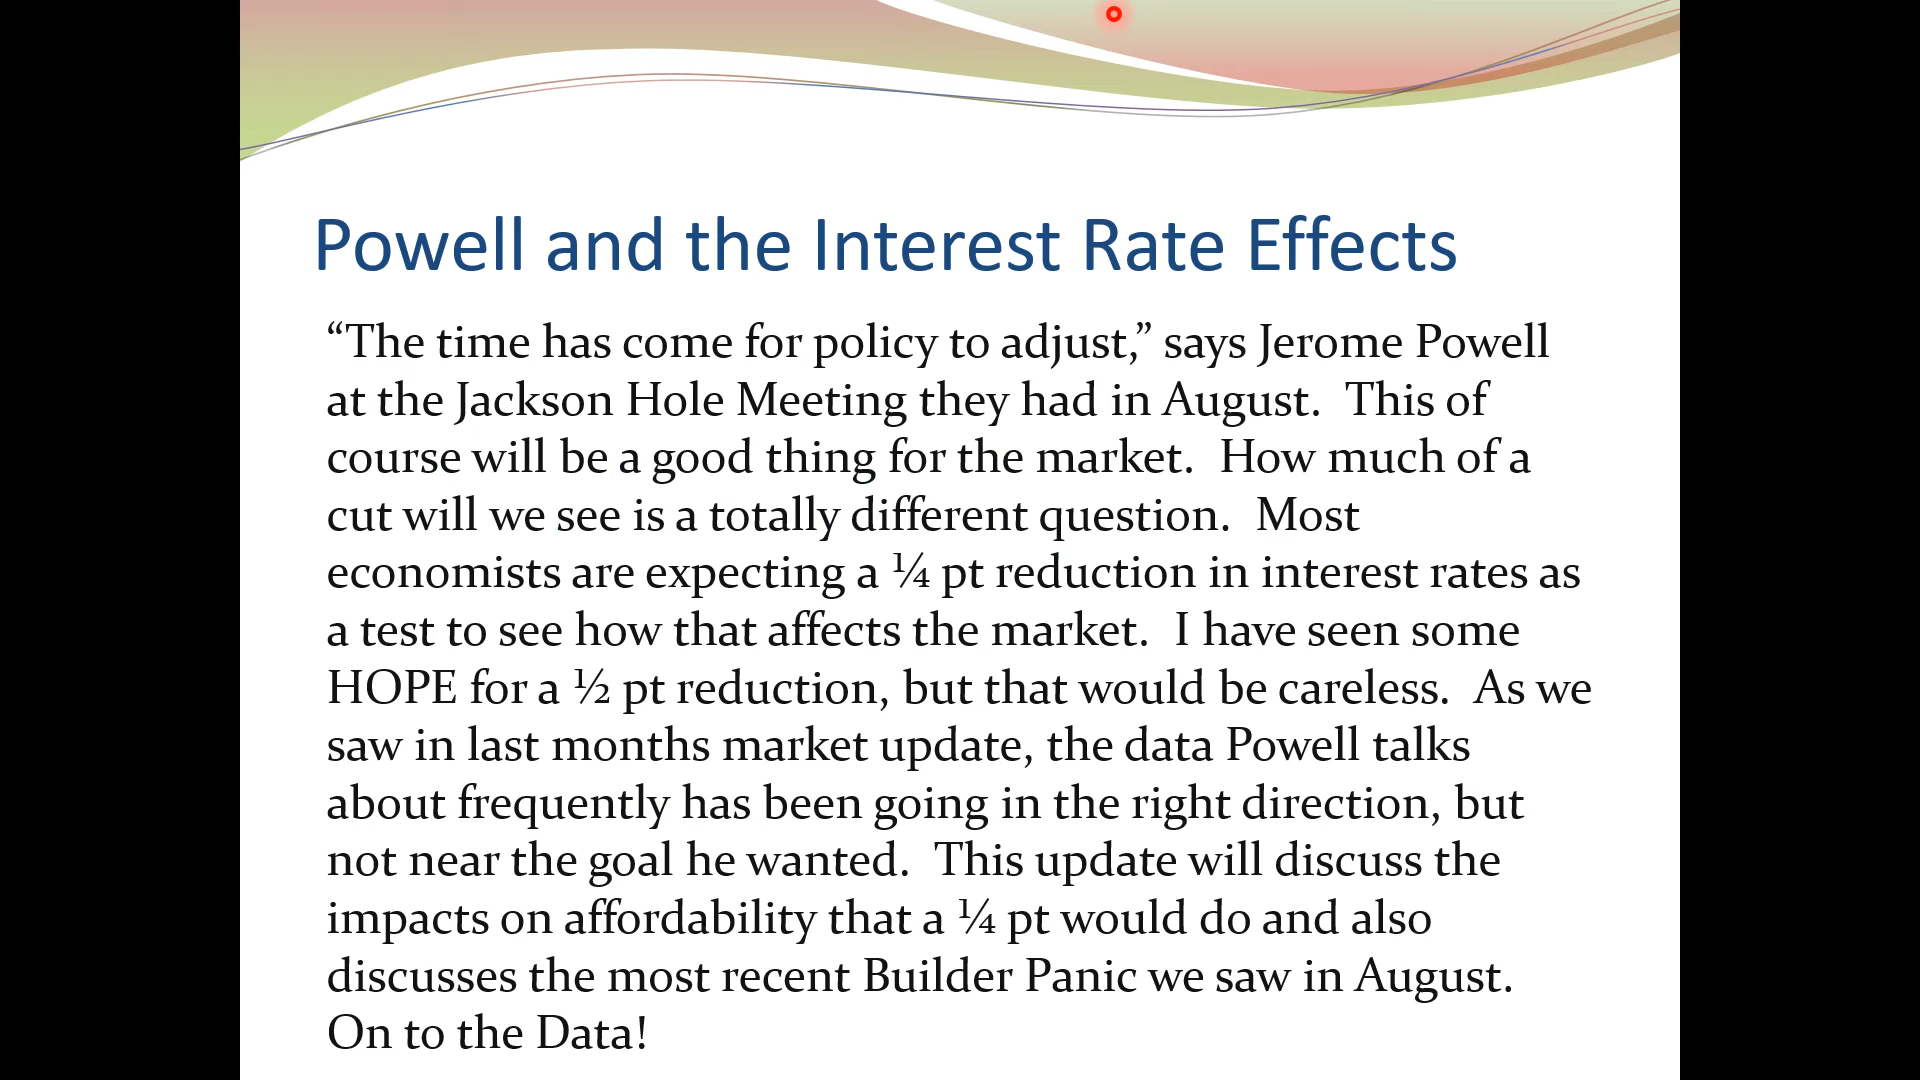 Powell and the Interest Rate Effects
“The time has come for policy to adjust,” says Jerome Powell
at the Jackson Hole Meeting they had in August.  This of
course will be a good thing for the market.  How much of a
cut will we see is a totally different question.  Most
economists are expecting a ¼ pt reduction in interest rates as
a test to see how that affects the market.  I have seen some
HOPE for a ½ pt reduction, but that would be careless.  As we
saw in last months market update, the data Powell talks
about frequently has been going in the right direction, but
not near the goal he wanted.  This update will discuss the
impacts on affordability that a ¼ pt would do and also
discusses the most recent Builder Panic we saw in August.
On to the Data!